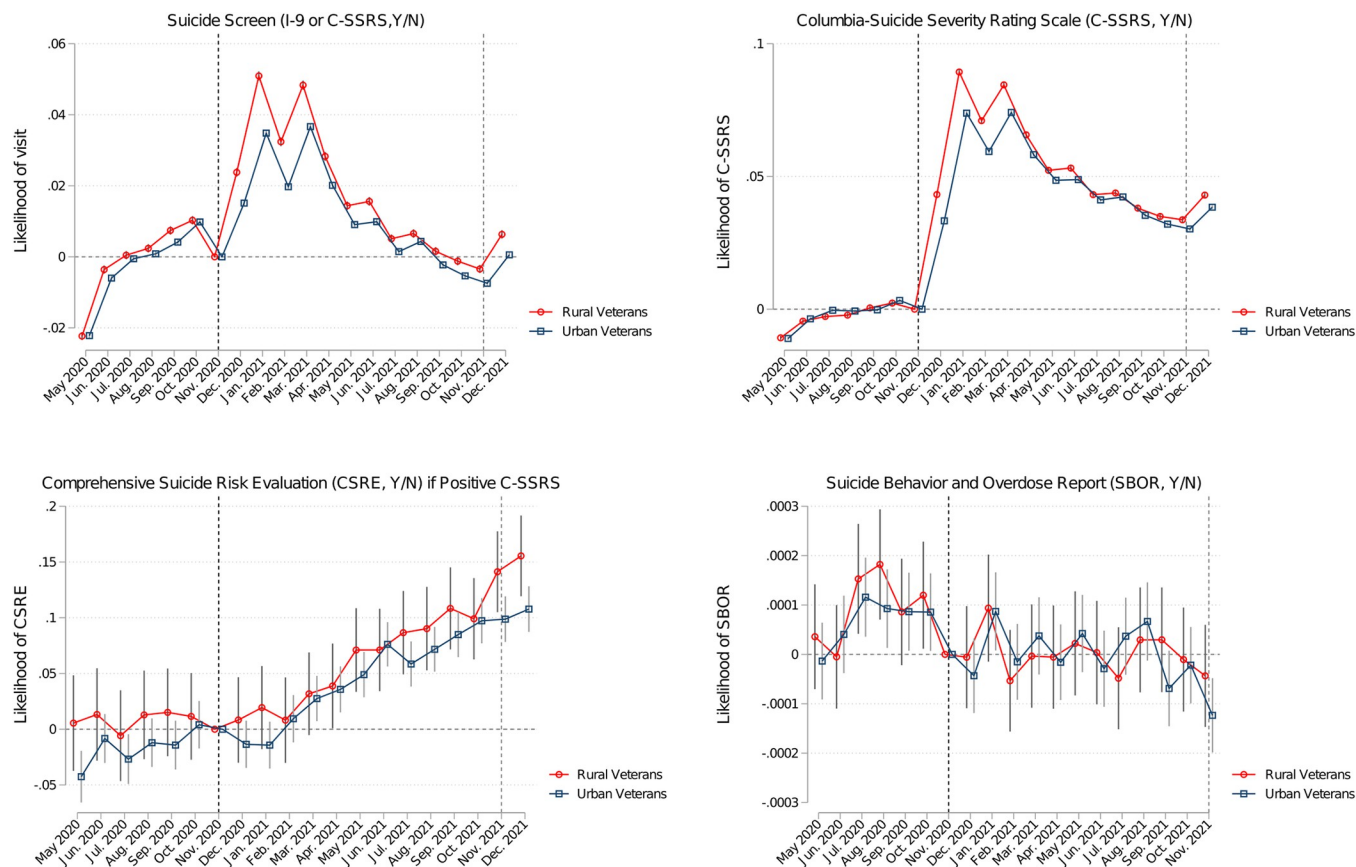 Suicide Screen (I-9 or C-SSRS,Y/N)
.06
.04
.02
0
-.02
Likelihood of visit
Rural Veterans
Urban Veterans
May 2020
Jun. 2020
Jul. 2020
Aug. 2020
Sep. 2020
Oct. 2020
Nov. 2020
Dec. 2020
Jan. 2021
Feb. 2021
Mar. 2021
Apr. 2021
May 2021
Jun. 2021
Jul. 2021
Aug. 2021
Sep. 2021
Oct. 2021
Nov. 2021
Dec. 2021
Columbia-Suicide Severity Rating Scale (C-SSRS, Y/N)
.1
.05
0
Likelihood of C-SSRS
Rural Veterans
Urban Veterans
May 2020
Jun. 2020
Jul. 2020
Aug. 2020
Sep. 2020
Oct. 2020
Nov. 2020
Dec. 2020
Jan. 2021
Feb. 2021
Mar. 2021
Apr. 2021
May 2021
Jun. 2021
Jul. 2021
Aug. 2021
Sep. 2021
Oct. 2021
Nov. 2021
Dec. 2021
Comprehensive Suicide Risk Evaluation (CSRE, Y/N) if Positive C-SSRS
.2
.15
.1
.05
0
-.05
Likelihood of CSRE
Rural Veterans
Urban Veterans
May 2020
Jun. 2020
Jul. 2020
Aug. 2020
Sep. 2020
Oct. 2020
Nov. 2020
Dec. 2020
Jan. 2021
Feb. 2021
Mar. 2021
Apr. 2021
May 2021
Jun. 2021
Jul. 2021
Aug. 2021
Sep. 2021
Oct. 2021
Nov. 2021
Dec. 2021
Suicide Behavior and Overdose Report (SBOR, Y/N)
.0003
.0002
.0001
0
-.0001
-.0002
-.0003
Likelihood of SBOR
Rural Veterans
Urban Veterans
May 2020
Jun. 2020
Jul. 2020
Aug. 2020
Sep. 2020
Oct. 2020
Nov. 2020
Dec. 2020
Jan. 2021
Feb. 2021
Mar. 2021
Apr. 2021
May 2021
Jun. 2021
Jul. 2021
Aug. 2021
Sep. 2021
Oct. 2021
Nov. 2021